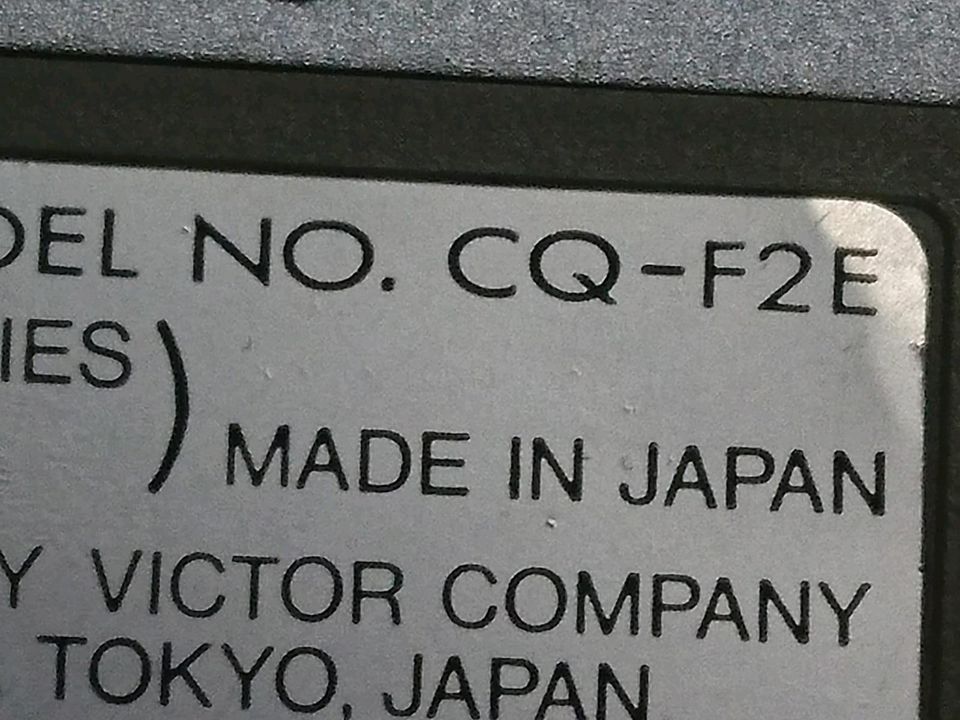 DEL NO. CQ-F2E
IES)
MADE IN JAPAN
Y VICTOR COMPANY
TOKYO, JAPAN